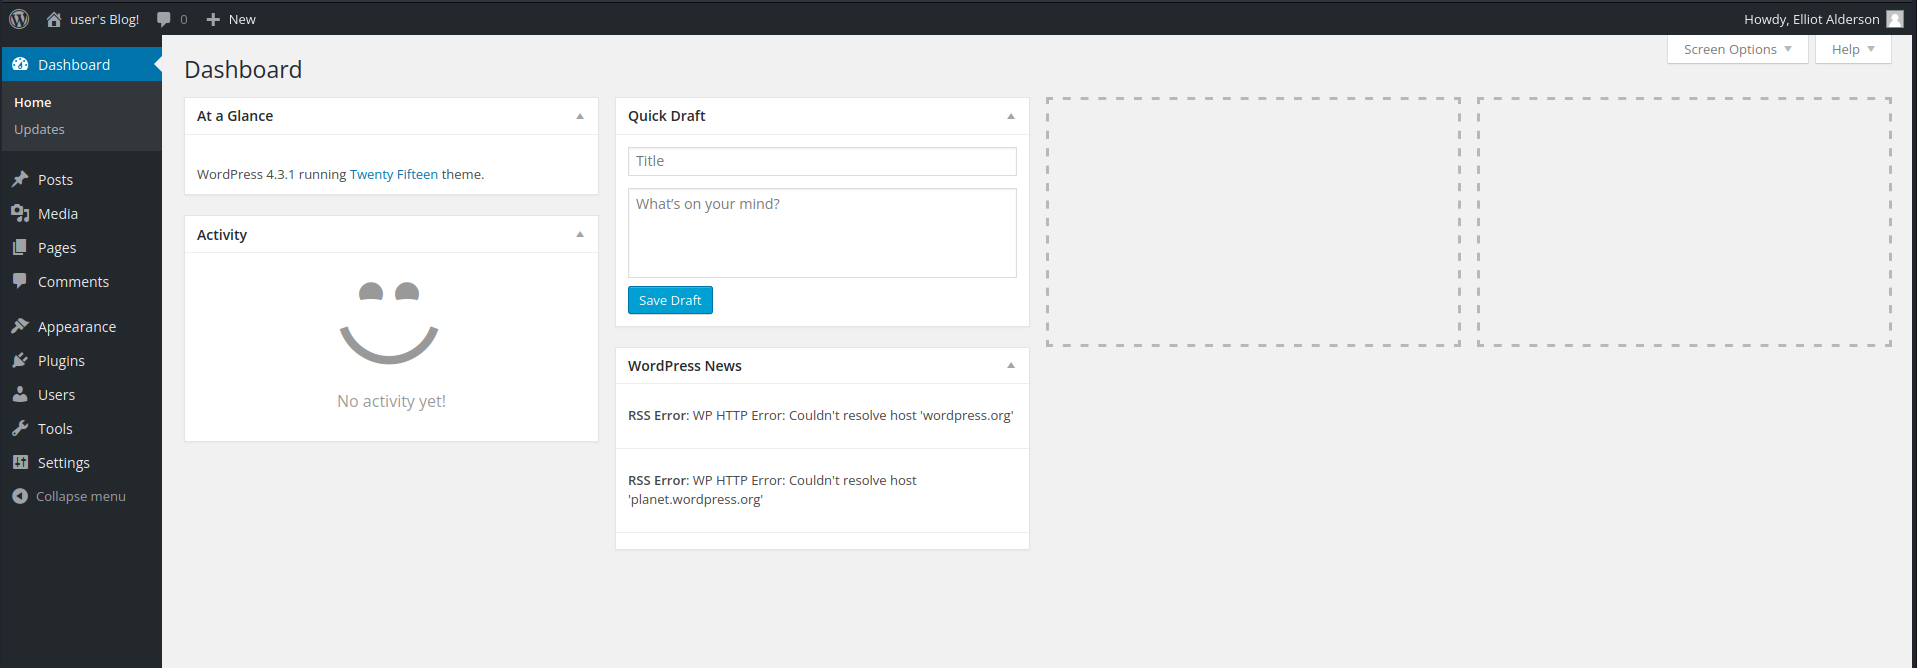 user's Blog!
0
New
Howdy, Elliot Alderson
Dashboard
Home
Updates
Posts
Media
Pages
Comments
Appearance
Plugins
Users
Tools
Settings
Collapse menu
Screen Options
Help
Dashboard
At a Glance
WordPress 4.3.1 running Twenty Fifteen theme.
Activity
No activity yet!
Quick Draft
Title
What's on your mind?
Save Draft
WordPress News
RSS Error: WP HTTP Error: Couldn't resolve host 'wordpress.org'
RSS Error: WP HTTP Error: Couldn't resolve host
'planet.wordpress.org'